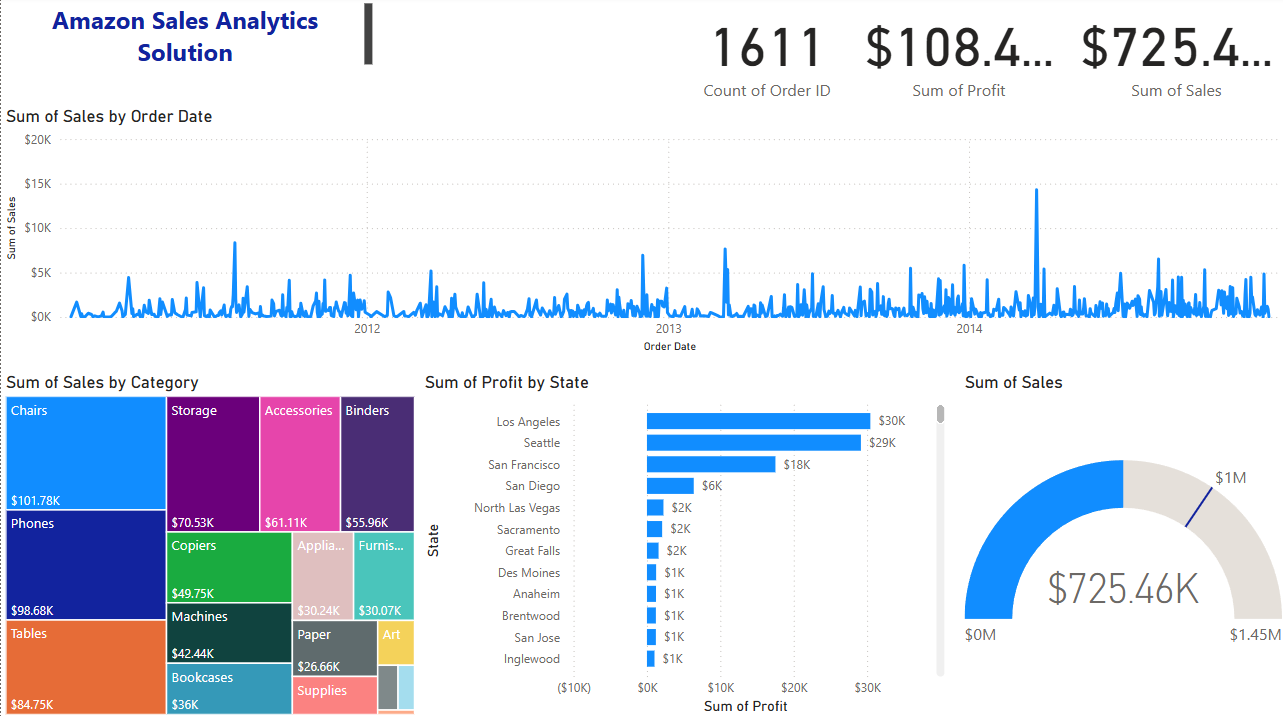 Amazon Sales Analytics
Solution
1611
Count of Order ID
$108.4...
Sum of Profit
$725.4...
Sum of Sales
Sum of Sales by Order Date
Sum of Sales
$20K
$15K
$10K
$5K
$0K
2012
2013
2014
Order Date
Sum of Sales by Category
Chairs
$101.78K
Phones
$98.68K
Tables
$84.75K
Storage
$70.53K
Accessories
$61.11K
Binders
$55.96K
Copiers
$49.75K
Machines
$42.44K
Bookcases
$36K
Applia...
$30.24K
Furnis...
$30.07K
Paper
$26.66K
Supplies
Art
Sum of Profit by State
State
Los Angeles $30K
Seattle $29K
San Francisco $18K
San Diego $6K
North Las Vegas $2K
Sacramento $2K
Great Falls $2K
Des Moines $1K
Anaheim $1K
Brentwood $1K
San Jose $1K
Inglewood $1K
($10K) $0K $10K $20K $30K
Sum of Profit
Sum of Sales
$1M
$725.46K
$0M
$1.45M